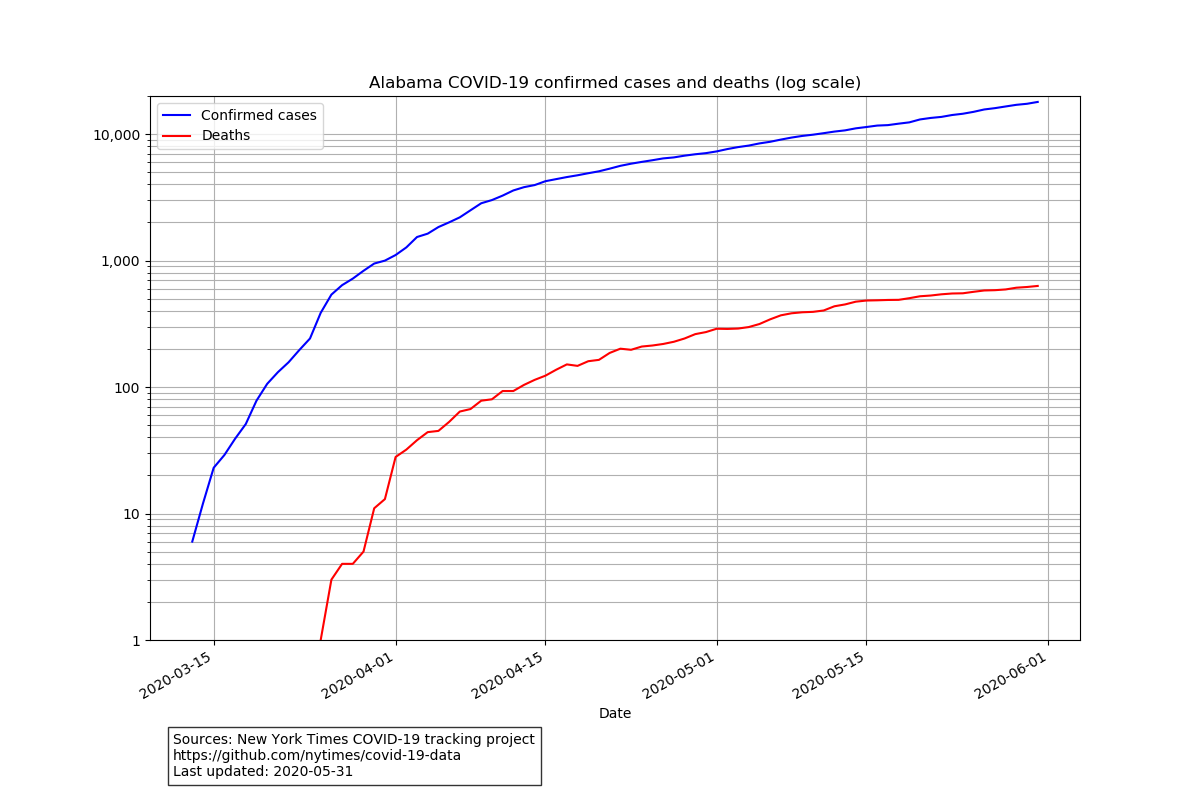 Alabama COVID-19 confirmed cases and deaths (log scale)
Confirmed cases
Deaths
10,000
1,000
100
10
1
2020-03-15
2020-04-01
2020-04-15
2020-05-01
2020-05-15
2020-06-01
Date
Sources: New York Times COVID-19 tracking project
https://github.com/nytimes/covid-19-data
Last updated: 2020-05-31